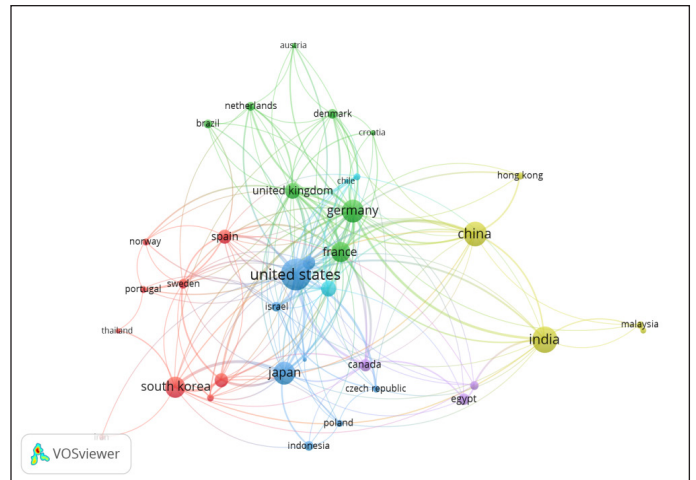 austria
netherlands
denmark
brazil
croatia
hong kong
chile
united kingdom
germany
china
spain
norway
france
united states
sweden
portugal
israel
malaysia
thailand
india
canada
japan
south korea
czech republic
egypt
poland
indonesia
VOSviewer